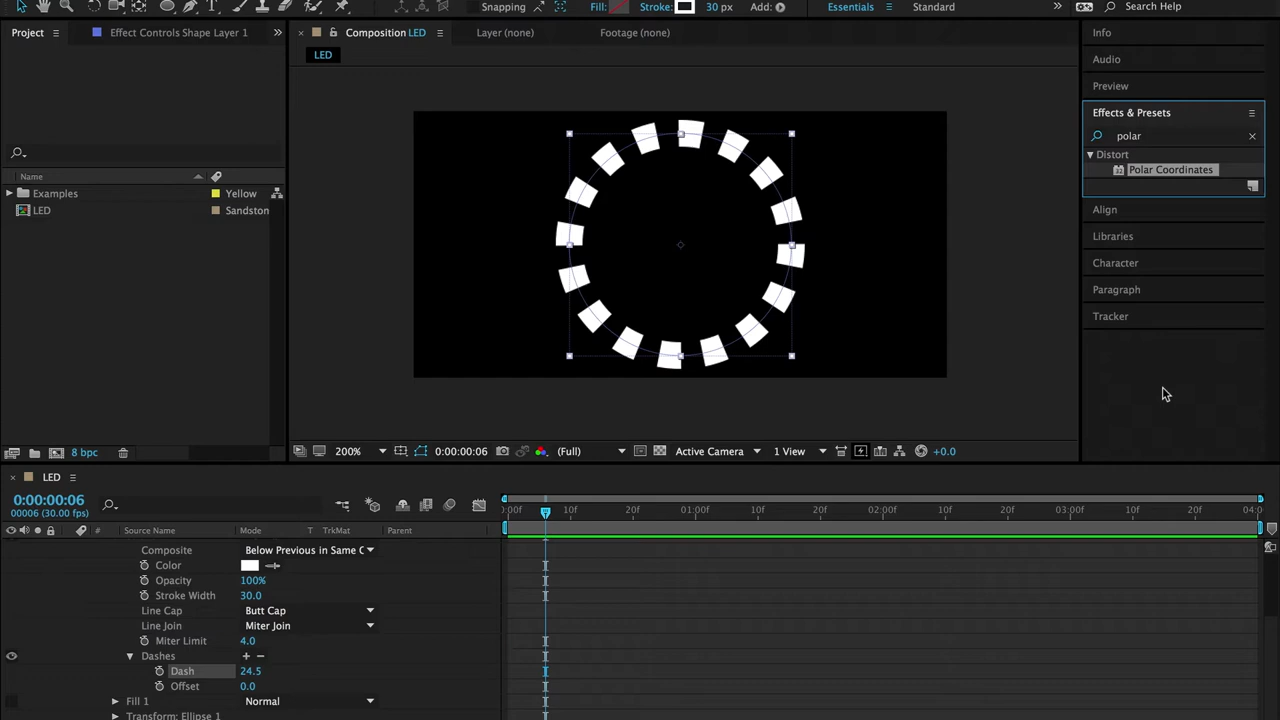 Snapping
Fill:
Stroke:
30 px
Add:
Essentials
Standard
Search Help
Project
Effect Controls Shape Layer 1
Composition LED
Layer (none)
Footage (none)
LED
Info
Audio
Preview
Effects & Presets
polar
Distort
Polar Coordinates
Align
Libraries
Character
Paragraph
Tracker
Name
Examples
Yellow
LED
Sandston
8 bpc
200%
0:00:00:06
(Full)
Active Camera
1 View
+0.0
LED
0:00:00:06
00006 (30.00 fps)
:00f
10f
20f
01:00f
10f
20f
02:00f
10f
20f
03:00f
10f
20f
04:0
#
Source Name
Mode
T
TrkMat
Parent
Composite
Below Previous in Same C
Color
Opacity
100%
Stroke Width
30.0
Line Cap
Butt Cap
Line Join
Miter Join
Miter Limit
4.0
Dashes
+ −
Dash
24.5
Offset
0.0
Fill 1
Normal
Transform: Ellipse 1